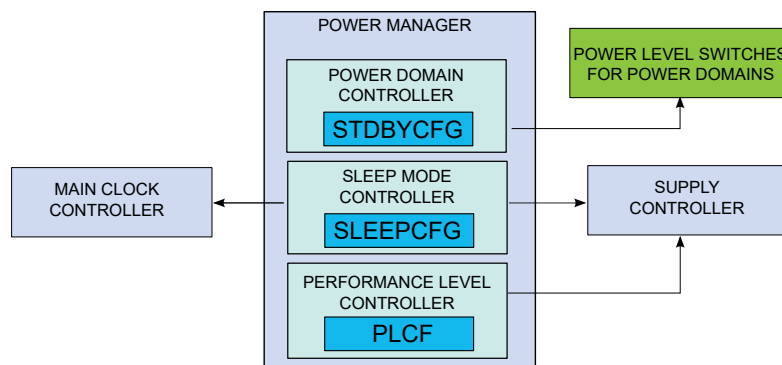 POWER MANAGER
POWER DOMAIN
CONTROLLER
STDBYCFG
POWER LEVEL SWITCHES
FOR POWER DOMAINS
MAIN CLOCK
CONTROLLER
SLEEP MODE
CONTROLLER
SLEEPCFG
SUPPLY
CONTROLLER
PERFORMANCE LEVEL
CONTROLLER
PLCF